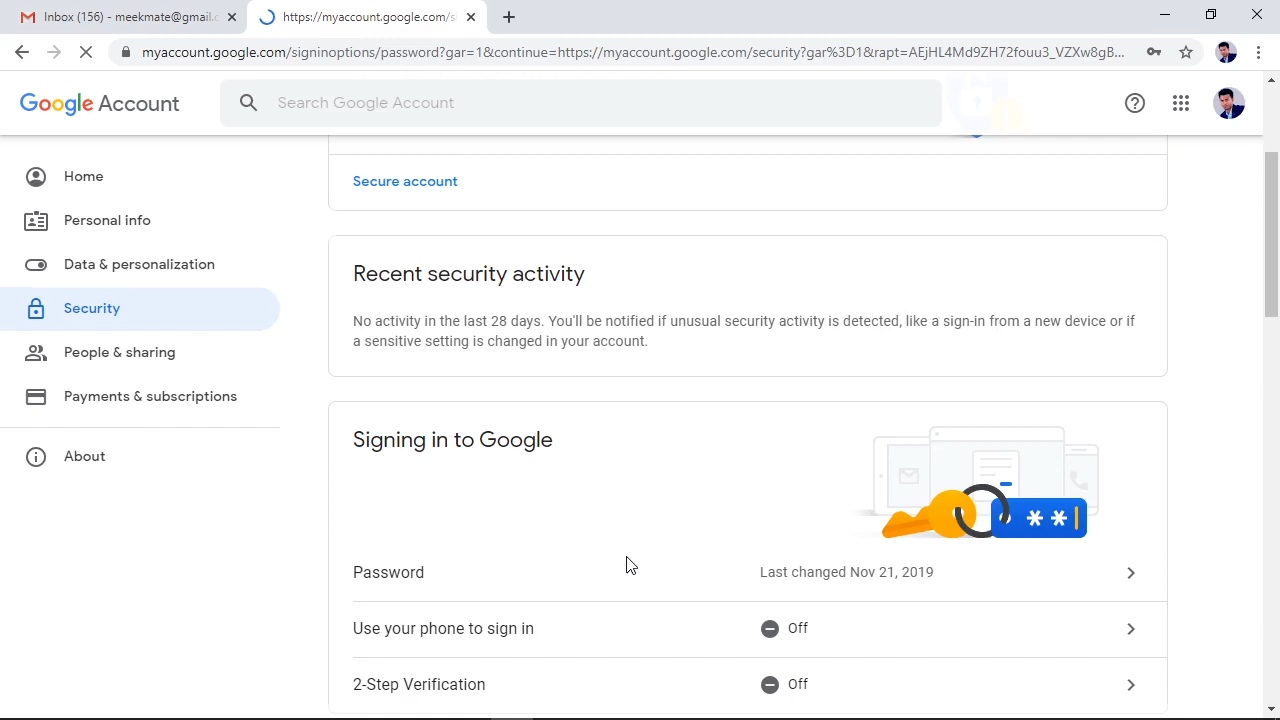 Inbox (156) - meekmate@gmail.c
https://myaccount.google.com/s
myaccount.google.com/signinoptions/password?gar=1&continue=https://myaccount.google.com/security?gar%3D1&rapt=AEjHL4Md9ZH72fouu3_VZXw8gB...
Google Account
Search Google Account
Home
Personal info
Data & personalization
Security
People & sharing
Payments & subscriptions
About
Secure account
Recent security activity
No activity in the last 28 days. You'll be notified if unusual security activity is detected, like a sign-in from a new device or if
a sensitive setting is changed in your account.
Signing in to Google
Password Last changed Nov 21, 2019
Use your phone to sign in Off
2-Step Verification Off